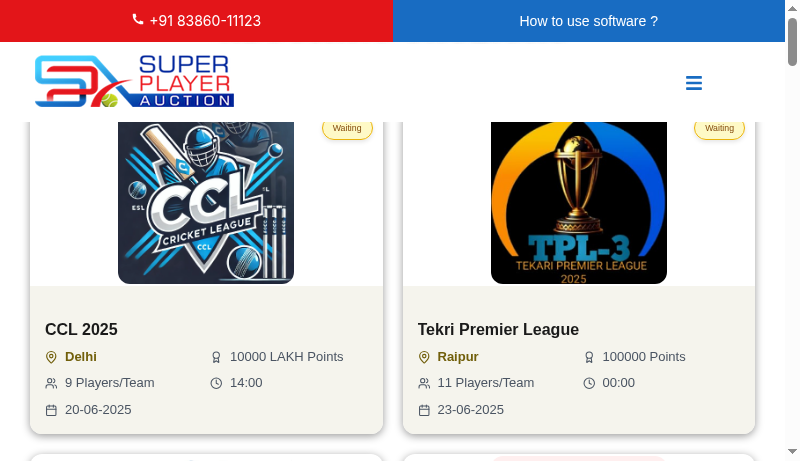 +91 83860-11123
How to use software ?
SUPER
PLAYER
AUCTION
Waiting
Waiting
ESL
CCL
CRICKET LEAGUE
CCL
TPL-3
TEKARI PREMIER LEAGUE
2025
CCL 2025
Delhi
10000 LAKH Points
9 Players/Team
14:00
20-06-2025
Tekri Premier League
Raipur
100000 Points
11 Players/Team
00:00
23-06-2025